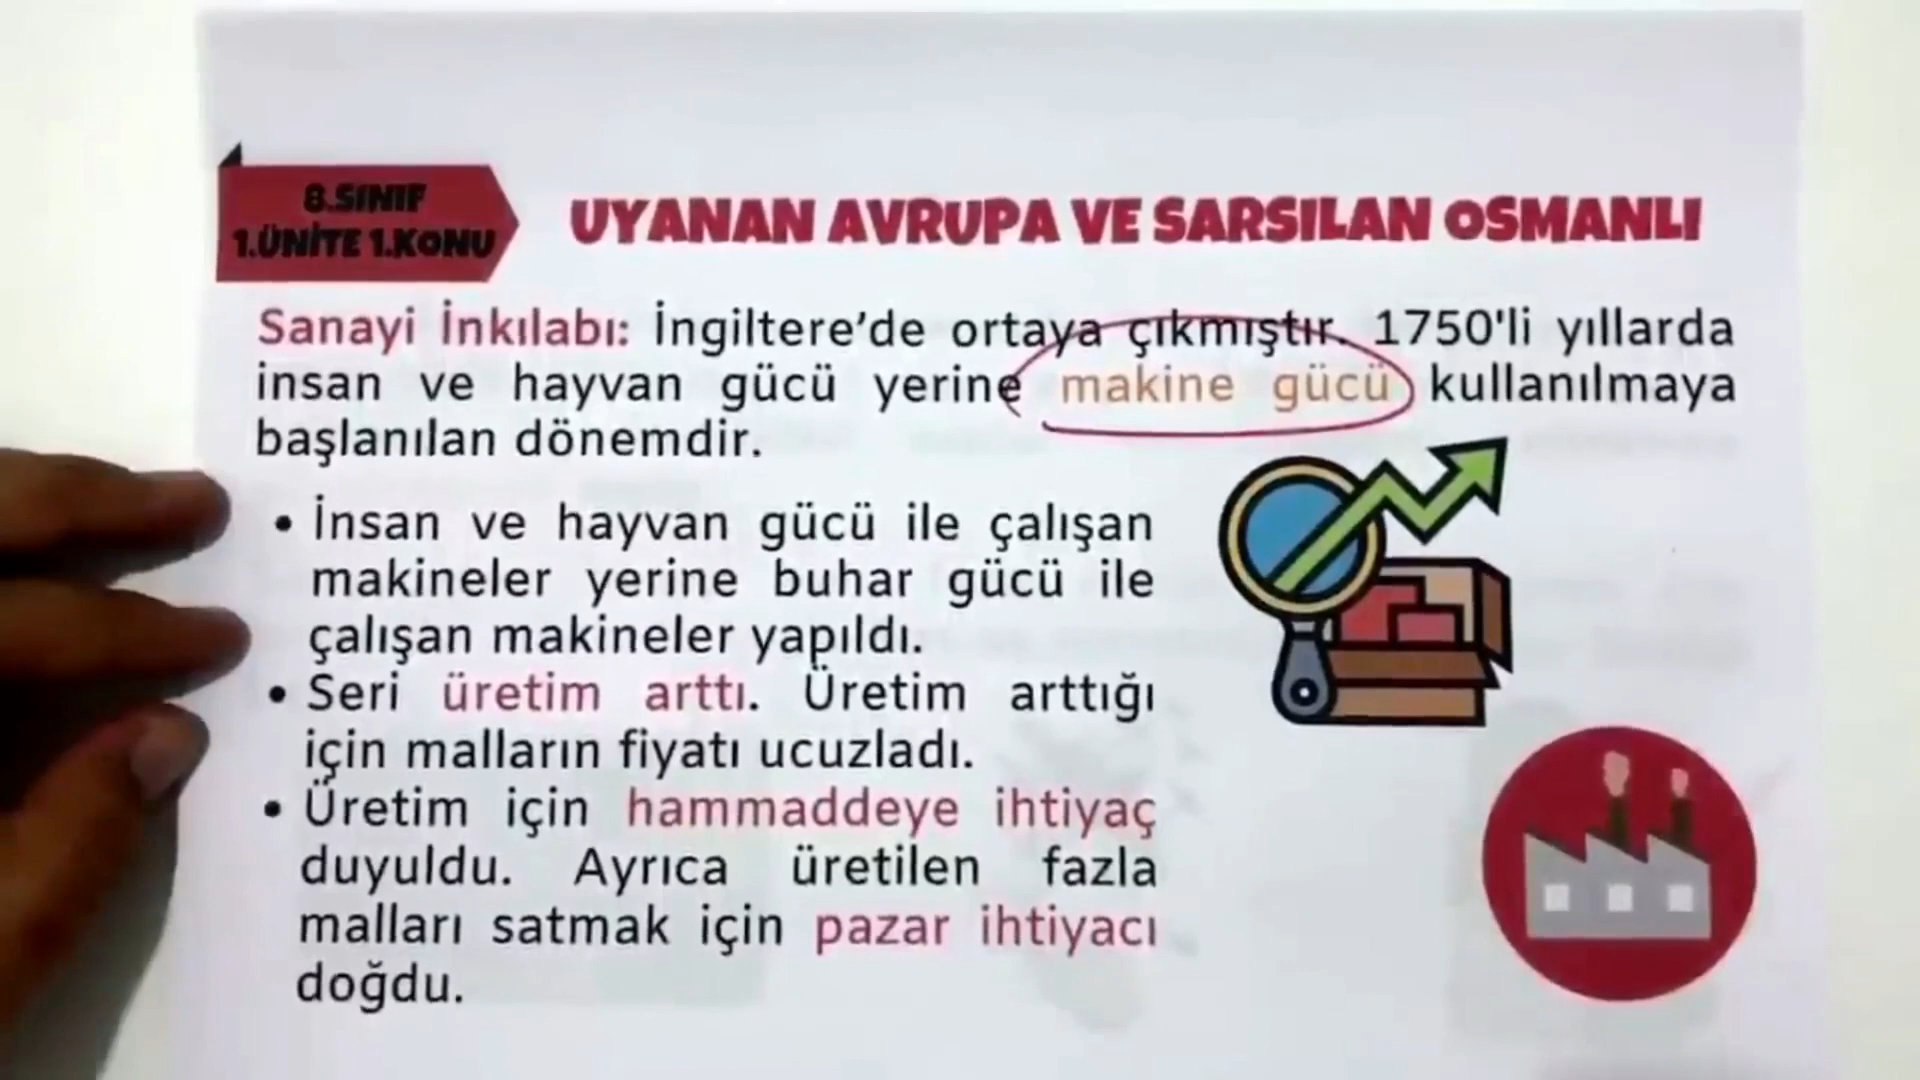 8.SINIF
1.ÜNİTE 1.KONU
UYANAN AVRUPA VE SARSILAN OSMANLI
Sanayi İnkılabı: İngiltere'de ortaya çıkmıştır. 1750'li yıllarda
insan ve hayvan gücü yerine makine gücü kullanılmaya
başlanılan dönemdir.
• İnsan ve hayvan gücü ile çalışan
makineler yerine buhar gücü ile
çalışan makineler yapıldı.
• Seri üretim arttı. Üretim arttığı
için malların fiyatı ucuzladı.
• Üretim için hammaddeye ihtiyaç
duyuldu. Ayrıca üretilen fazla
malları satmak için pazar ihtiyacı
doğdu.